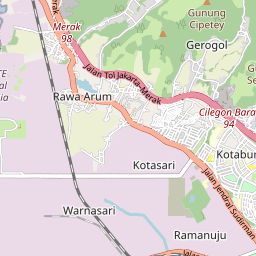 Gunung
Cipetey
Merak
98
Gerogol
Jalan Tol Jakarta-Merak
Rawa Arum
Cilegon Bara
94
Kotasari
Kotabum
Jalan Jendral Sudirman
Warnasari
Ramanuju